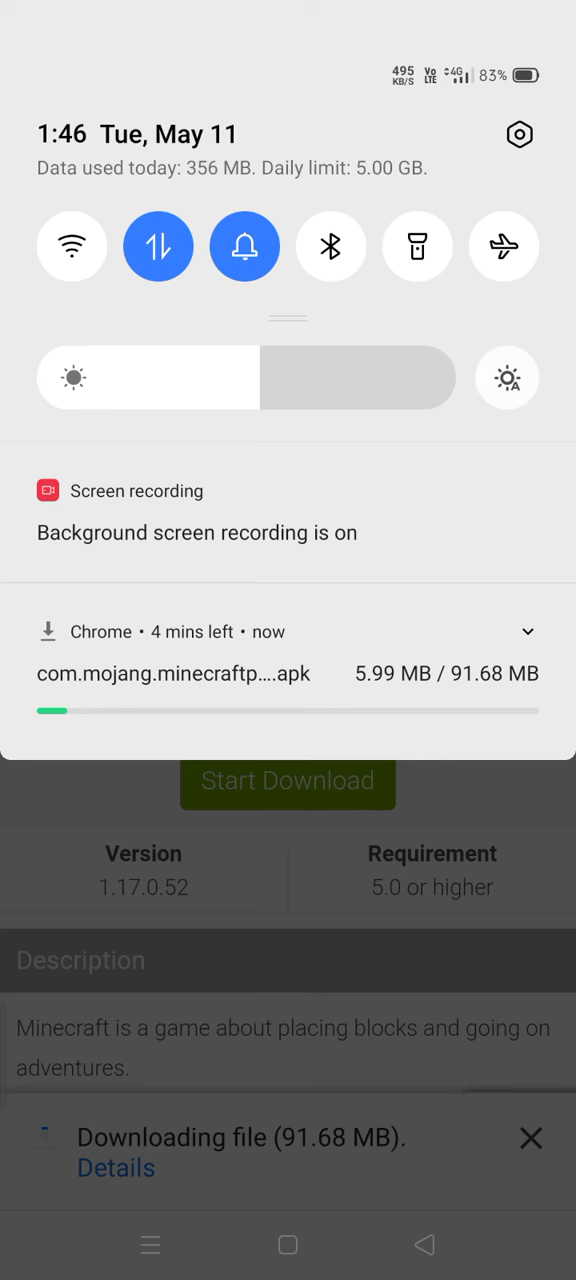 495 KB/S Vo LTE 4G 83%
1:46 Tue, May 11
Data used today: 356 MB. Daily limit: 5.00 GB.
A
Screen recording
Background screen recording is on
Chrome • 4 mins left • now
com.mojang.minecraftp....apk 5.99 MB / 91.68 MB
Start Download
Version Requirement
1.17.0.52 5.0 or higher
Description
Minecraft is a game about placing blocks and going on
adventures.
Downloading file (91.68 MB).
Details